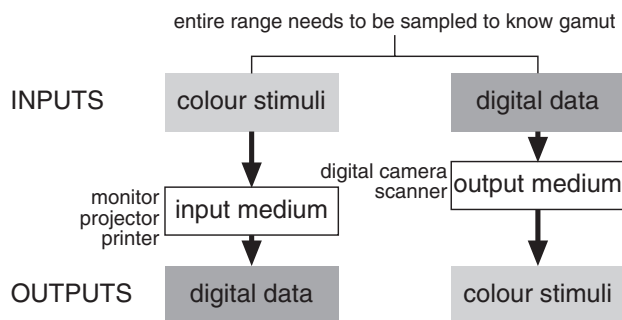 entire range needs to be sampled to know gamut
INPUTS
colour stimuli
digital data
monitor
projector
printer
input medium
digital camera
scanner
output medium
OUTPUTS
digital data
colour stimuli